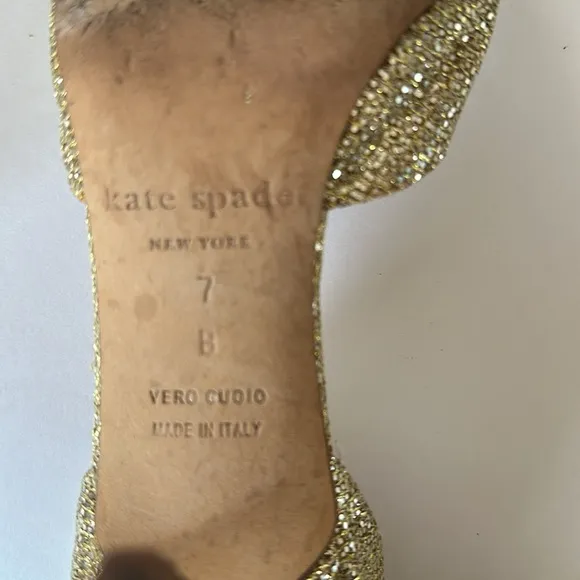 kate spade
NEW YORK
7
B
VERO CUOIO
MADE IN ITALY